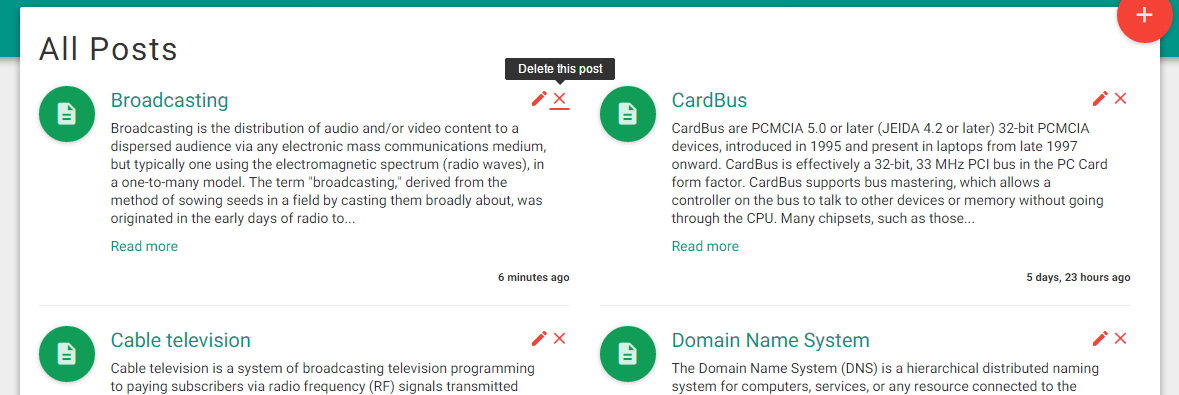 All Posts
Delete this post
Broadcasting
Broadcasting is the distribution of audio and/or video content to a
dispersed audience via any electronic mass communications medium,
but typically one using the electromagnetic spectrum (radio waves), in
a one-to-many model. The term "broadcasting," derived from the
method of sowing seeds in a field by casting them broadly about, was
originated in the early days of radio to...
Read more
6 minutes ago
CardBus
CardBus are PCMCIA 5.0 or later (JEIDA 4.2 or later) 32-bit PCMCIA
devices, introduced in 1995 and present in laptops from late 1997
onward. CardBus is effectively a 32-bit, 33 MHz PCI bus in the PC Card
form factor. CardBus supports bus mastering, which allows a
controller on the bus to talk to other devices or memory without going
through the CPU. Many chipsets, such as those...
Read more
5 days, 23 hours ago
Cable television
Cable television is a system of broadcasting television programming
to paying subscribers via radio frequency (RF) signals transmitted
Domain Name System
The Domain Name System (DNS) is a hierarchical distributed naming
system for computers, services, or any resource connected to the